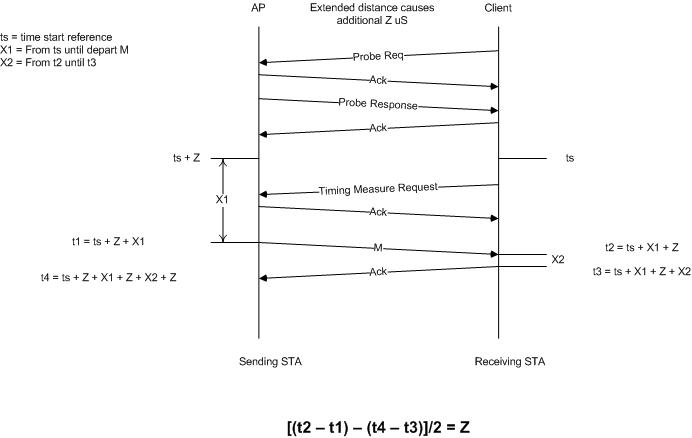 AP
Extended distance causes
additional Z uS
Client
ts = time start reference
X1 = From ts until depart M
X2 = From t2 until t3
Probe Req
Ack
Probe Response
Ack
ts + Z
ts
Timing Measure Request
X1
Ack
t1 = ts + Z + X1
M
t2 = ts + X1 + Z
X2
Ack
t4 = ts + Z + X1 + Z + X2 + Z
t3 = ts + X1 + Z + X2
Sending STA
Receiving STA
[(t2 – t1) – (t4 – t3)]/2 = Z